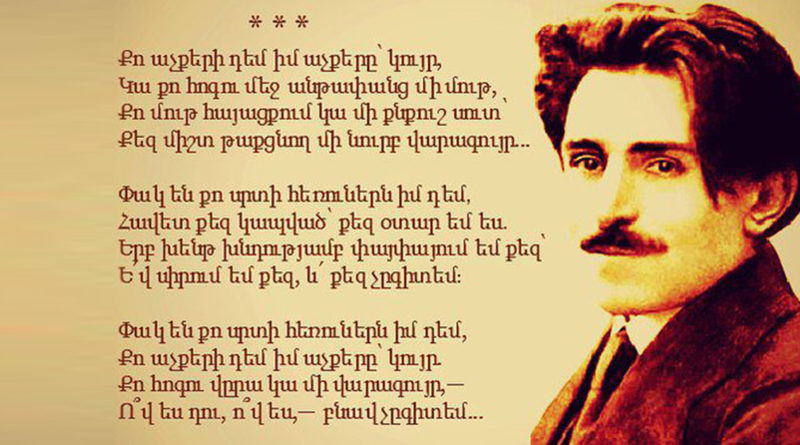 * * *
Քո աչքերի դեմ իմ աչքերը՝ կույր,
Կա քո հոգու մեջ անթափանց մի մութ,
Քո մութ հայացքում կա մի քնքուշ սուտ՝
Քեզ միշտ թաքցնող մի նուրբ վարագույր...
Փակ են քո սրտի հեռուներն իմ դեմ,
Հավետ քեզ կապված՝ քեզ օտար եմ ես.
Երբ խենթ խնդությամբ փայփայում եմ քեզ՝
Ե՛վ սիրում եմ քեզ, և՛ քեզ չըգիտեմ։
Փակ են քո սրտի հեռուներն իմ դեմ,
Քո աչքերի դեմ իմ աչքերը՝ կույր.
Քո հոգու վըրա կա մի վարագույր,—
Ո՞վ ես դու, ո՞վ ես,— բնավ չըգիտեմ...